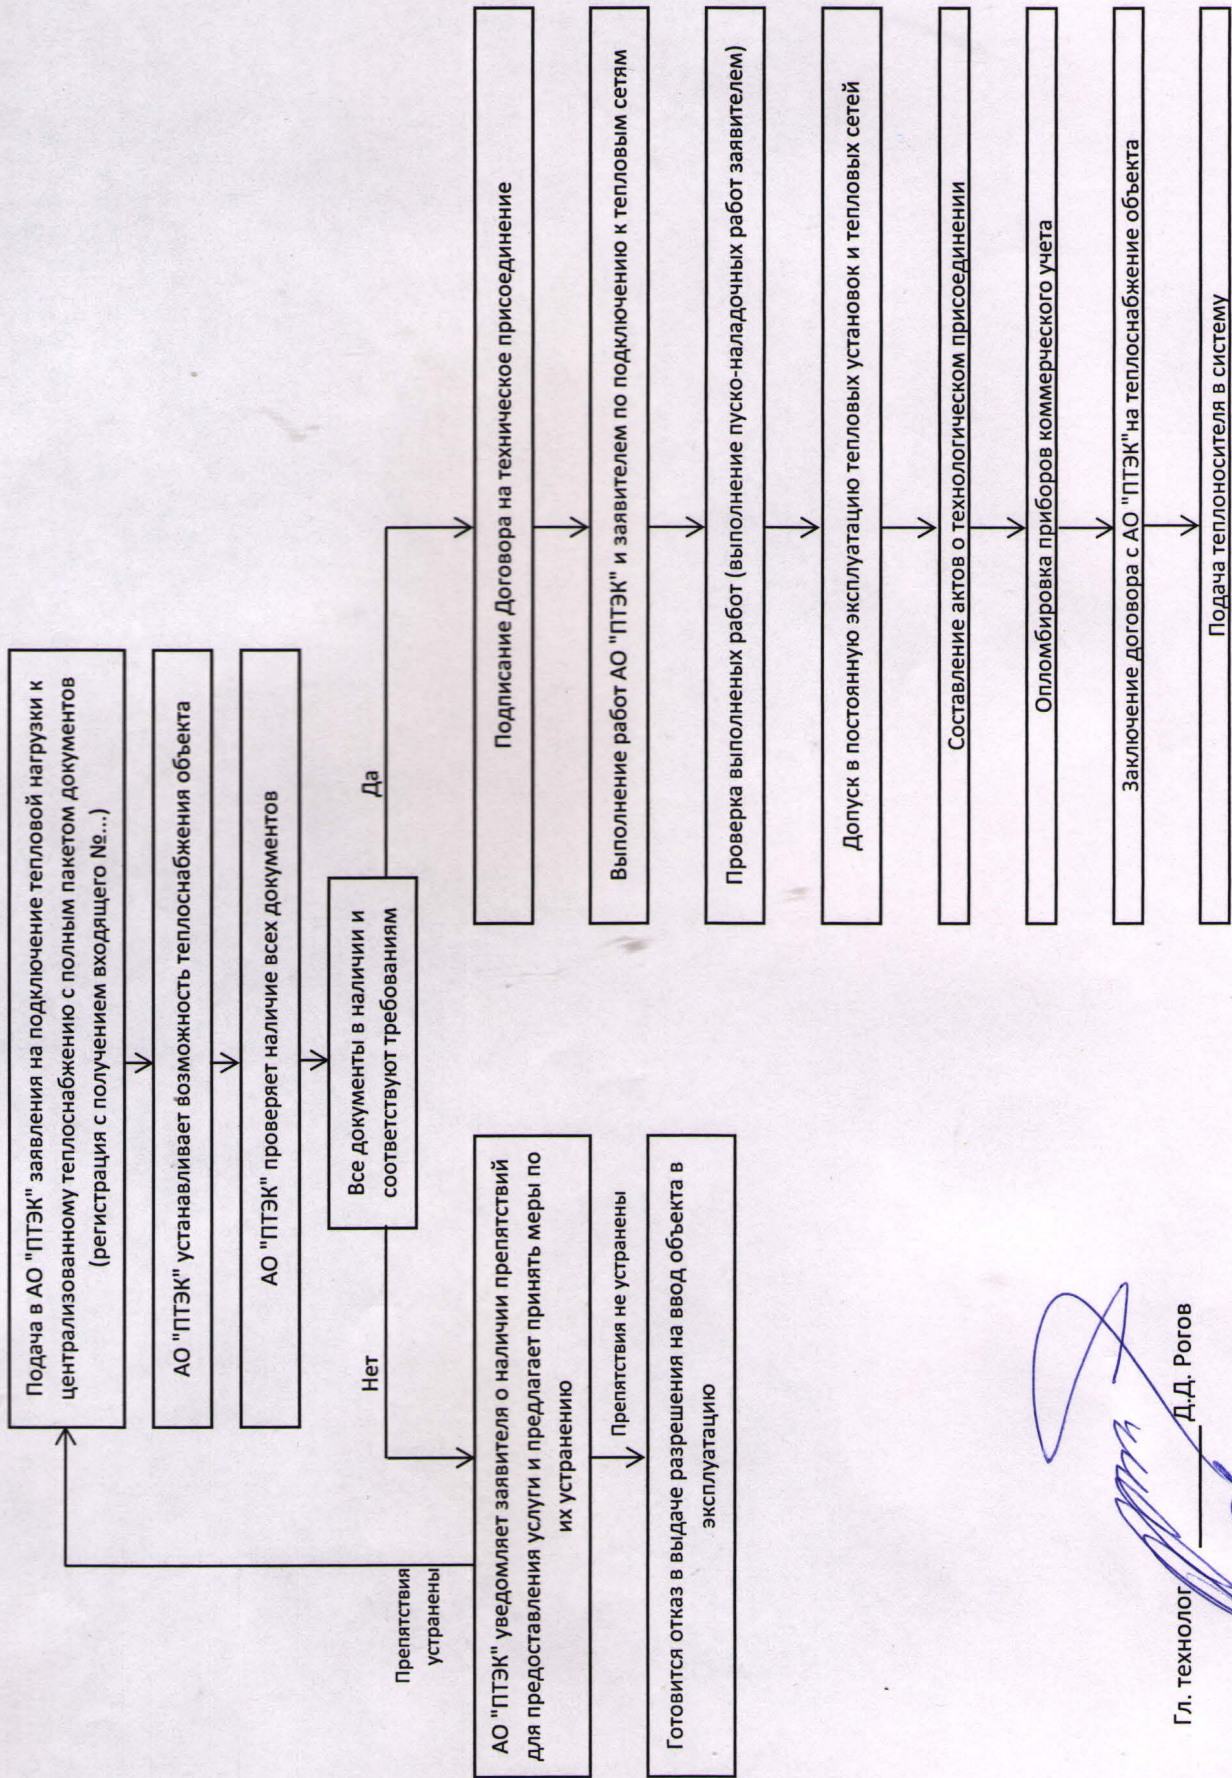 Подача в АО "ПТЭК" заявления на подключение тепловой нагрузки к
централизованному теплоснабжению с полным пакетом документов
(регистрация с получением входящего №...)
АО "ПТЭК" устанавливает возможность теплоснабжения объекта
АО "ПТЭК" проверяет наличие всех документов
Все документы в наличии и
соответствуют требованиям
Нет
Да
Препятствия
устранены
АО "ПТЭК" уведомляет заявителя о наличии препятствий
для предоставления услуги и предлагает принять меры по
их устранению
Препятствия не устранены
Готовится отказ в выдаче разрешения на ввод объекта в
эксплуатацию
Подписание Договора на техническое присоединение
Выполнение работ АО "ПТЭК" и заявителем по подключению к тепловым сетям
Проверка выполненых работ (выполнение пуско-наладочных работ заявителем)
Допуск в постоянную эксплуатацию тепловых установок и тепловых сетей
Составление актов о технологическом присоединении
Опломбировка приборов коммерческого учета
Заключение договора с АО "ПТЭК"на теплоснабжение объекта
Подача теплоносителя в систему
Гл. технолог Д.Д. Рогов